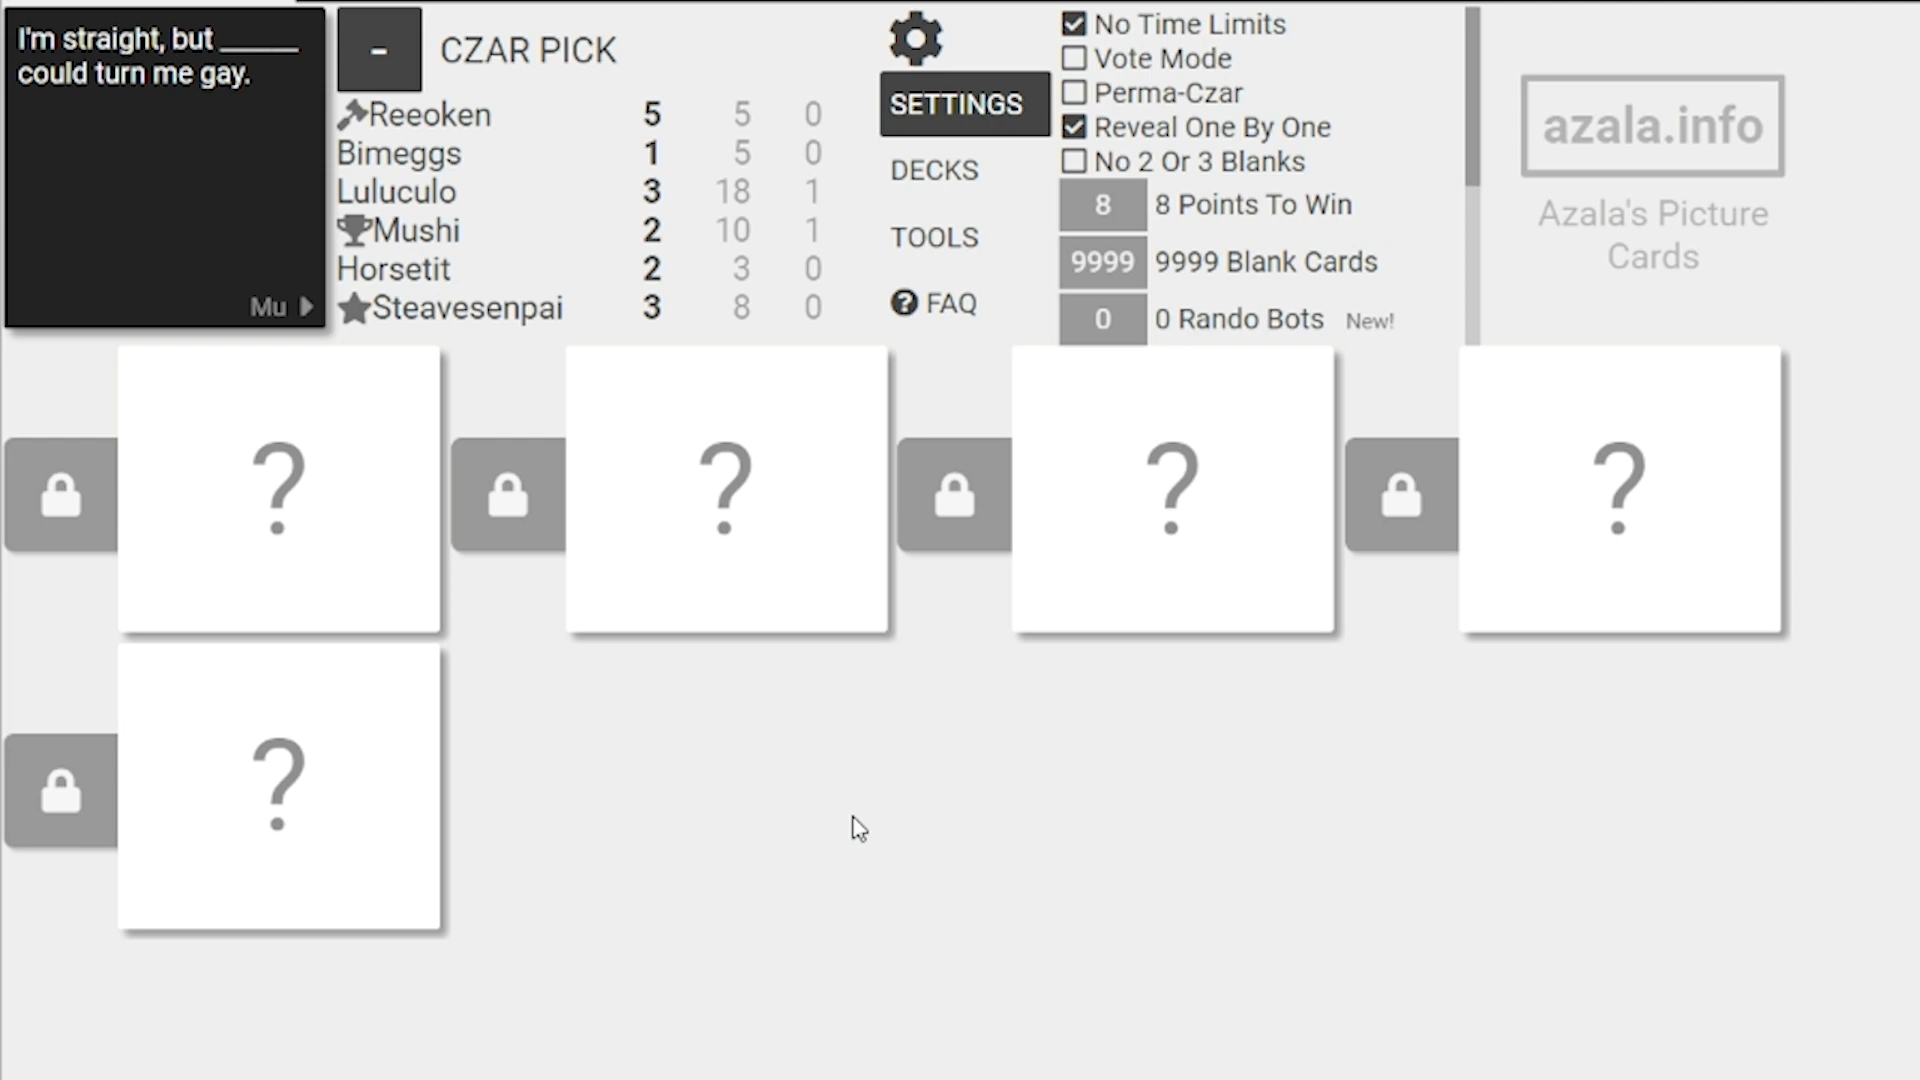 I'm straight, but ______
could turn me gay.
Mu
-
CZAR PICK
Reeoken 5 5 0
Bimeggs 1 5 0
Luluculo 3 18 1
Mushi 2 10 1
Horsetit 2 3 0
Steavesenpai 3 8 0
SETTINGS
DECKS
TOOLS
? FAQ
No Time Limits
Vote Mode
Perma-Czar
Reveal One By One
No 2 Or 3 Blanks
8 8 Points To Win
9999 9999 Blank Cards
0 0 Rando Bots New!
azala.info
Azala's Picture
Cards
? ? ? ?
?